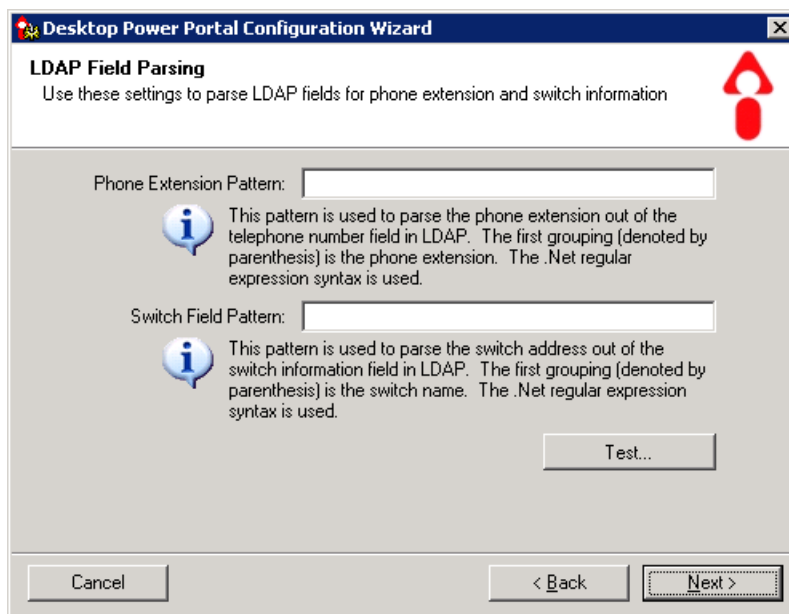 Desktop Power Portal Configuration Wizard
LDAP Field Parsing
Use these settings to parse LDAP fields for phone extension and switch information
Phone Extension Pattern:
This pattern is used to parse the phone extension out of the
telephone number field in LDAP.  The first grouping (denoted by
parenthesis) is the phone extension.  The .Net regular
expression syntax is used.
Switch Field Pattern:
This pattern is used to parse the switch address out of the
switch information field in LDAP.  The first grouping (denoted by
parenthesis) is the switch name.  The .Net regular expression
syntax is used.
Test...
Cancel
< Back
Next >